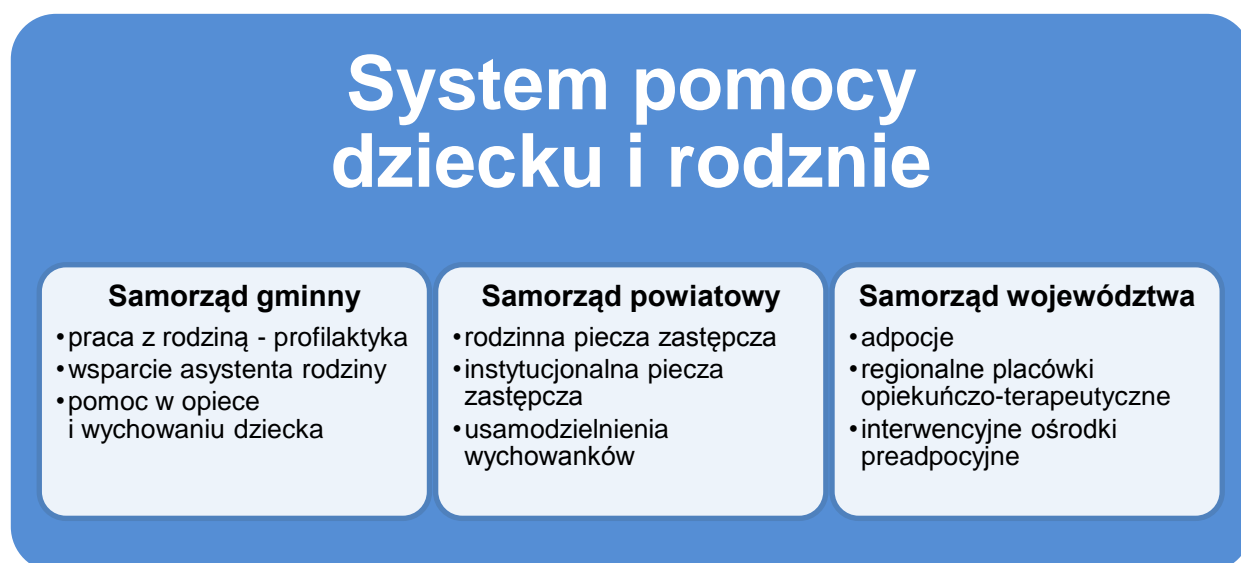 System pomocy
dziecku i rodznie
Samorząd gminny
•praca z rodziną - profilaktyka
•wsparcie asystenta rodziny
•pomoc w opiece
i wychowaniu dziecka
Samorząd powiatowy
•rodzinna piecza zastępcza
•instytucjonalna piecza
zastępcza
•usamodzielnienia
wychowanków
Samorząd województwa
•adpocje
•regionalne placówki
opiekuńczo-terapeutyczne
•interwencyjne ośrodki
preadpocyjne